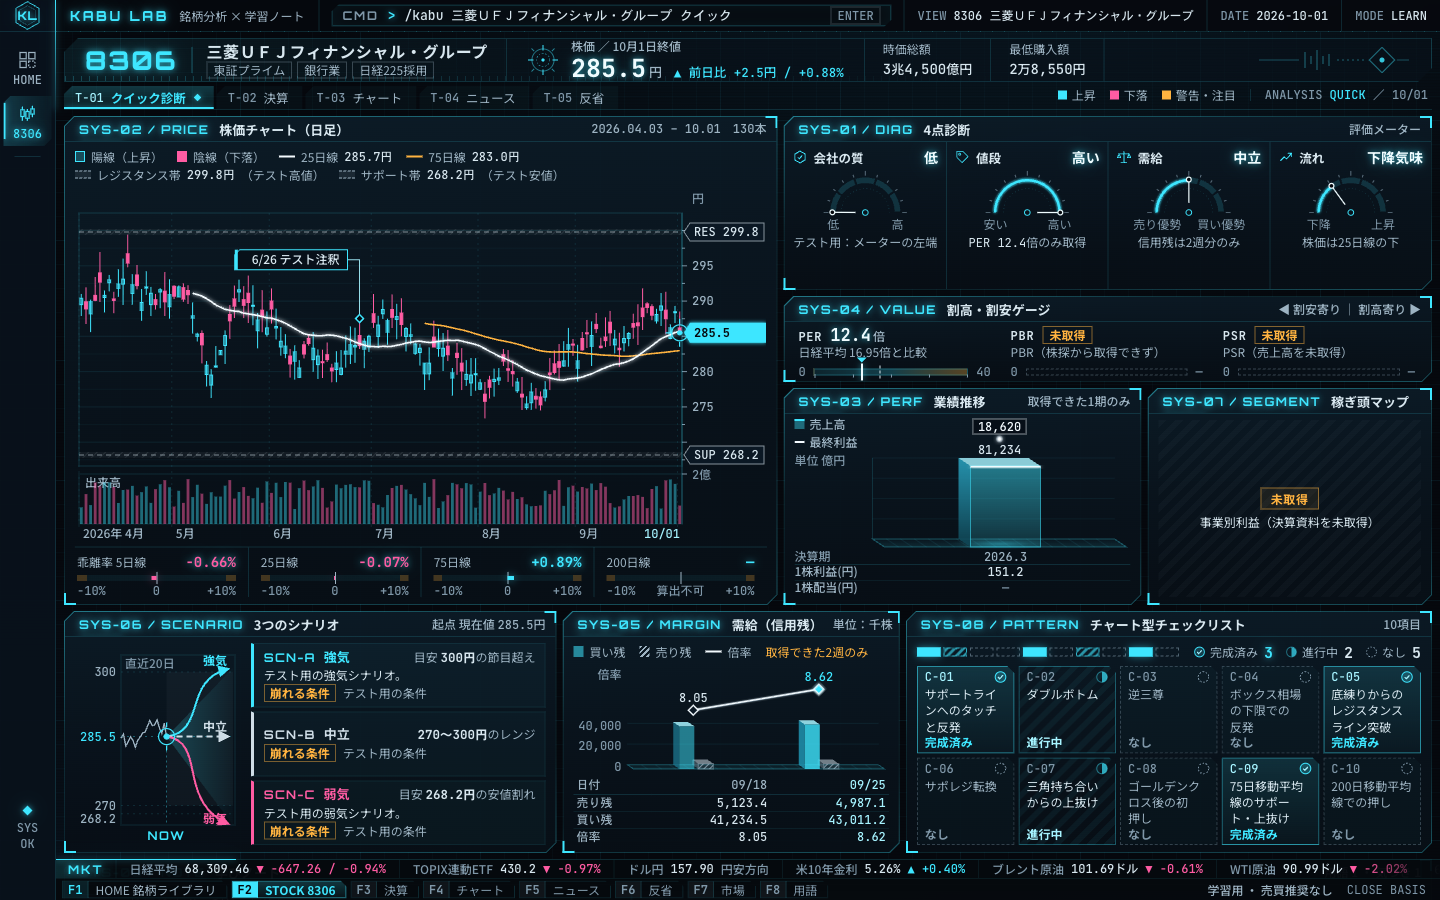 KL KABU LAB 銘柄分析 × 学習ノート CMD > /kabu 三菱ＵＦＪフィナンシャル・グループ クイック ENTER VIEW 8306 三菱ＵＦＪフィナンシャル・グループ DATE 2026-10-01 MODE LEARN
HOME
8306
SYS
OK
8306 三菱ＵＦＪフィナンシャル・グループ
東証プライム 銀行業 日経225採用
株価 ／ 10月1日終値
285.5円 ▲ 前日比 +2.5円 / +0.88%
時価総額
3兆4,500億円
最低購入額
2万8,550円
T-01 クイック診断 ◆ T-02 決算 T-03 チャート T-04 ニュース T-05 反省
上昇 下落 警告・注目 ANALYSIS QUICK ／ 10/01
SYS-02 / PRICE 株価チャート（日足） 2026.04.03 – 10.01 130本
陽線（上昇） 陰線（下落） 25日線 285.7円 75日線 283.0円
レジスタンス帯 299.8円 （テスト高値） サポート帯 268.2円 （テスト安値）
円
RES 299.8
295
290
285.5
280
275
SUP 268.2
2億
6/26 テスト注釈
出来高
2026年 4月 5月 6月 7月 8月 9月 10/01
乖離率 5日線 -0.66% 25日線 -0.07% 75日線 +0.89% 200日線 —
-10% 0 +10% -10% 0 +10% -10% 0 +10% -10% 算出不可 +10%
SYS-01 / DIAG 4点診断 評価メーター
会社の質 低
低 高
テスト用：メーターの左端
値段 高い
安い 高い
PER 12.4倍のみ取得
需給 中立
売り優勢 買い優勢
信用残は2週分のみ
流れ 下降気味
下降 上昇
株価は25日線の下
SYS-04 / VALUE 割高・割安ゲージ ◀ 割安寄り | 割高寄り ▶
PER 12.4倍
日経平均 16.95倍と比較
0 40
PBR 未取得
PBR（株探から取得できず）
0 —
PSR 未取得
PSR（売上高を未取得）
0 —
SYS-03 / PERF 業績推移 取得できた1期のみ
売上高
最終利益
単位 億円
18,620
81,234
決算期 2026.3
1株利益(円) 151.2
1株配当(円) —
SYS-07 / SEGMENT 稼ぎ頭マップ
未取得
事業別利益（決算資料を未取得）
SYS-06 / SCENARIO 3つのシナリオ 起点 現在値 285.5円
直近20日
300
285.5
270
268.2
強気
中立
弱気
NOW
SCN-A 強気 目安 300円の節目超え
テスト用の強気シナリオ。
崩れる条件 テスト用の条件
SCN-B 中立 270〜300円のレンジ
崩れる条件 テスト用の条件
SCN-C 弱気 目安 268.2円の安値割れ
テスト用の弱気シナリオ。
崩れる条件 テスト用の条件
SYS-05 / MARGIN 需給（信用残） 単位：千株
買い残 売り残 倍率 取得できた2週のみ
倍率
8.05
8.62
40,000
20,000
0
日付 09/18 09/25
売り残 5,123.4 4,987.1
買い残 41,234.5 43,011.2
倍率 8.05 8.62
SYS-08 / PATTERN チャート型チェックリスト 10項目
完成済み 3 進行中 2 なし 5
C-01
サポートライ
ンへのタッチ
と反発
完成済み
C-02
ダブルボトム
進行中
C-03
逆三尊
なし
C-04
ボックス相場
の下限での
反発
なし
C-05
底練りからの
レジスタンス
ライン突破
完成済み
C-06
サポレジ転換
なし
C-07
三角持ち合い
からの上抜け
進行中
C-08
ゴールデンク
ロス後の初
押し
なし
C-09
75日移動平均
線のサポー
ト・上抜け
完成済み
C-10
200日移動平均
線での押し
なし
MKT 日経平均 68,309.46 ▼ -647.26 / -0.94% TOPIX連動ETF 430.2 ▼ -0.97% ドル円 157.90 円安方向 米10年金利 5.26% ▲ +0.40% ブレント原油 101.69ドル ▼ -0.61% WTI原油 90.99ドル ▼ -2.02%
F1 HOME 銘柄ライブラリ F2 STOCK 8306 F3 決算 F4 チャート F5 ニュース F6 反省 F7 市場 F8 用語 学習用 ・ 売買推奨なし CLOSE BASIS